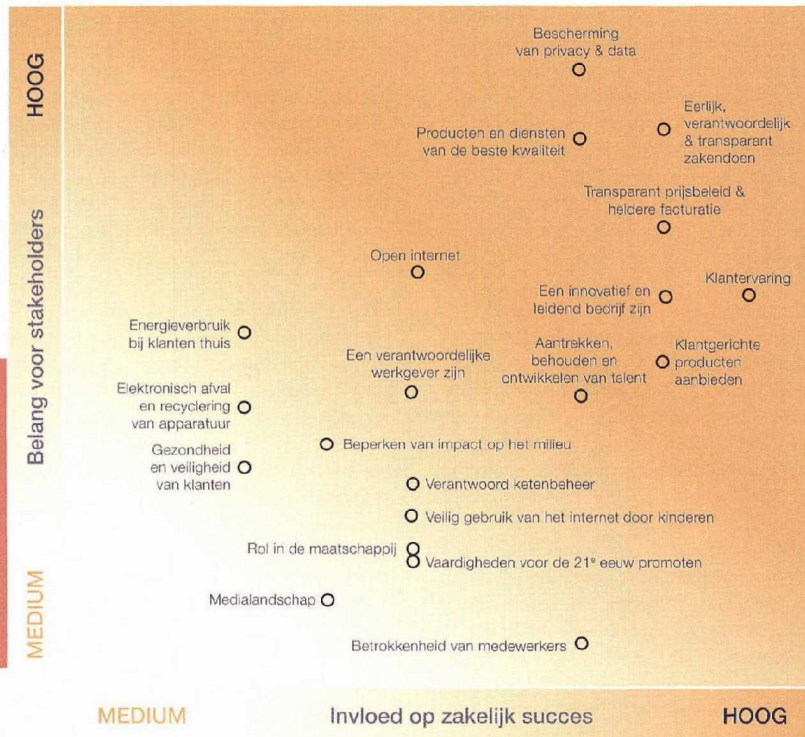 HOOG
Belang voor stakeholders
MEDIUM
Bescherming
van privacy & data
Eerlijk,
verantwoordelijk
& transparant
zakendoen
Producten en diensten
van de beste kwaliteit
Transparant prijsbeleid &
heldere facturatie
Open internet
Klantervaring
Een innovatief en
leidend bedrijf zijn
Energieverbruik
bij klanten thuis
Een verantwoordelijke
werkgever zijn
Aantrekken,
behouden en
ontwikkelen van talent
Klantgerichte
producten
aanbieden
Elektronisch afval
en recyclering
van apparatuur
Beperken van impact op het milieu
Gezondheid
en veiligheid
van klanten
Verantwoord ketenbeheer
Veilig gebruik van het internet door kinderen
Rol in de maatschappij
Vaardigheden voor de 21e eeuw promoten
Medialandschap
Betrokkenheid van medewerkers
MEDIUM
Invloed op zakelijk succes
HOOG